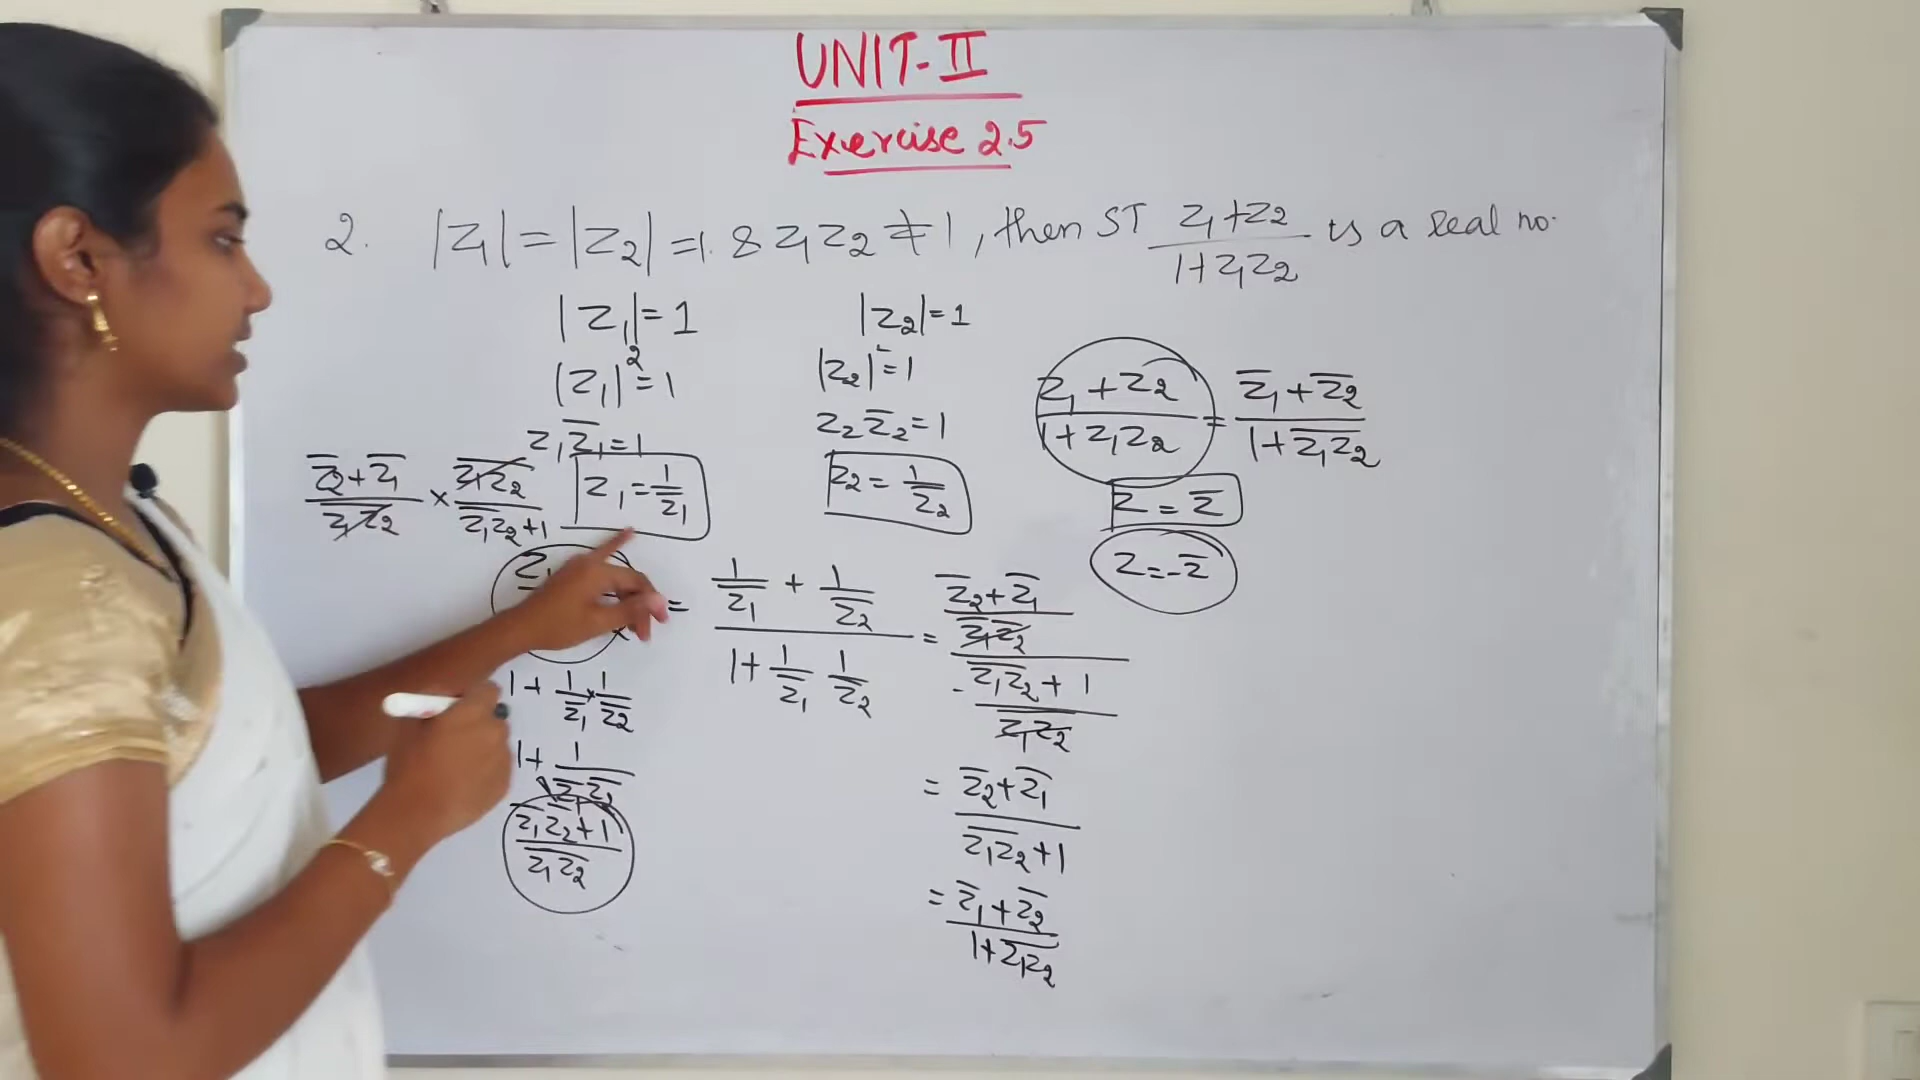 UNIT-II
Exercise 2.5
2. |z₁| = |z₂| = 1. & z₁z₂ ≠ 1, then ST (z₁+z₂)/(1+z₁z₂) is a real no.
|z₁| = 1
|z₁|² = 1
z₁z̅₁ = 1
z₁ = 1/z̅₁
|z₂| = 1
|z₂|² = 1
z₂z̅₂ = 1
z₂ = 1/z̅₂
(z₁+z₂)/(1+z₁z₂) = (z̅₁+z̅₂)/(1+z̅₁z̅₂)
z = z̅
z = -z̅
(z̅₂+z̅₁)/(z̅₁z̅₂) × (z̅₁z̅₂)/(z̅₁z̅₂+1)
= (1/z̅₁ + 1/z̅₂)/(1 + 1/z̅₁ 1/z̅₂) = ((z̅₂+z̅₁)/(z̅₁z̅₂))/((z̅₁z̅₂+1)/(z̅₁z̅₂))
= (z̅₂+z̅₁)/(z̅₁z̅₂+1)
= (z̅₁+z̅₂)/(1+z̅₁z̅₂)
1 + 1/z̅₁ × 1/z̅₂
1 + 1/(z̅₁z̅₂)
(z̅₁z̅₂+1)/(z̅₁z̅₂)